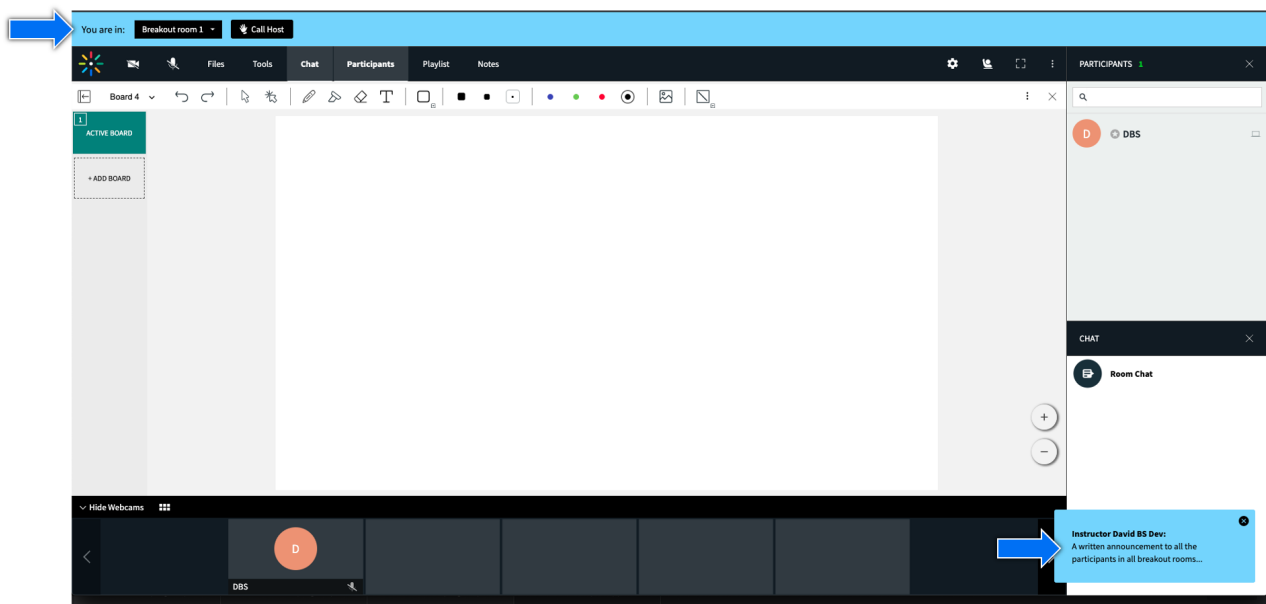 You are in: Breakout room 1 Call Host
Files Tools Chat Participants Playlist Notes
PARTICIPANTS 1
Board 4 T
1
ACTIVE BOARD
+ ADD BOARD
D DBS
CHAT
Room Chat
+
−
Hide Webcams
D
DBS
Instructor David BS Dev:
A written announcement to all the
participants in all breakout rooms...